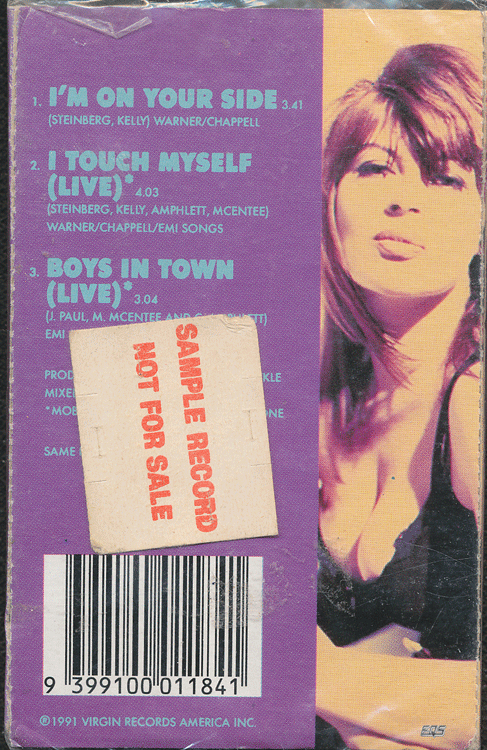 1. I'M ON YOUR SIDE 3.41
(STEINBERG, KELLY) WARNER/CHAPPELL
2. I TOUCH MYSELF
(LIVE)* 4.03
(STEINBERG, KELLY, AMPHLETT, MCENTEE)
WARNER/CHAPPELL/EMI SONGS
3. BOYS IN TOWN
(LIVE)* 3.04
(J. PAUL, M. MCENTEE AND
EMI
SAMPLE RECORD
NOT FOR SALE
SAME
9 399100 011841
℗1991 VIRGIN RECORDS AMERICA INC.
EQS